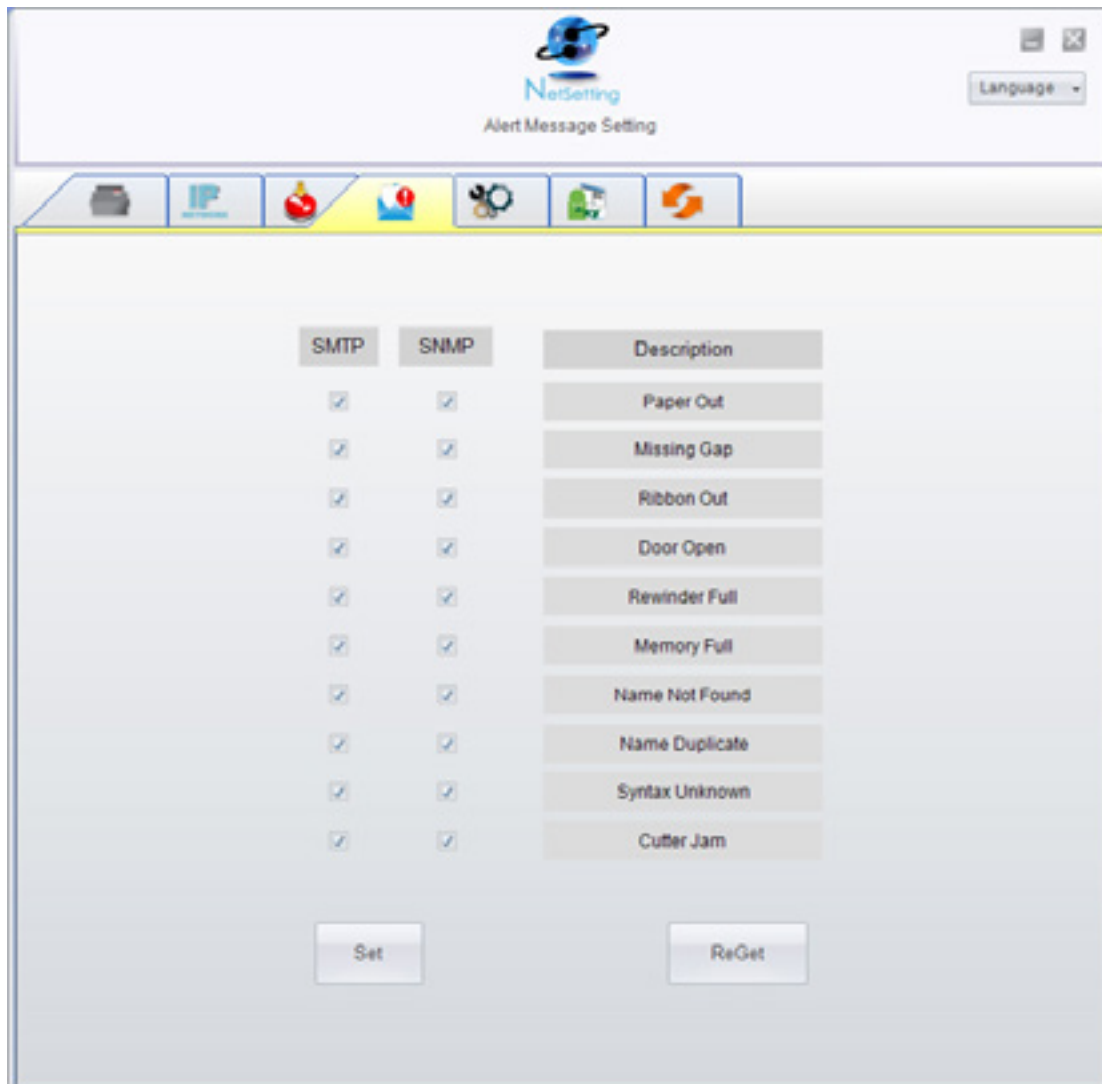 NetSetting
Language
Alert Message Setting
IP
SMTP SNMP Description
Paper Out
Missing Gap
Ribbon Out
Door Open
Rewinder Full
Memory Full
Name Not Found
Name Duplicate
Syntax Unknown
Cutter Jam
Set ReGet